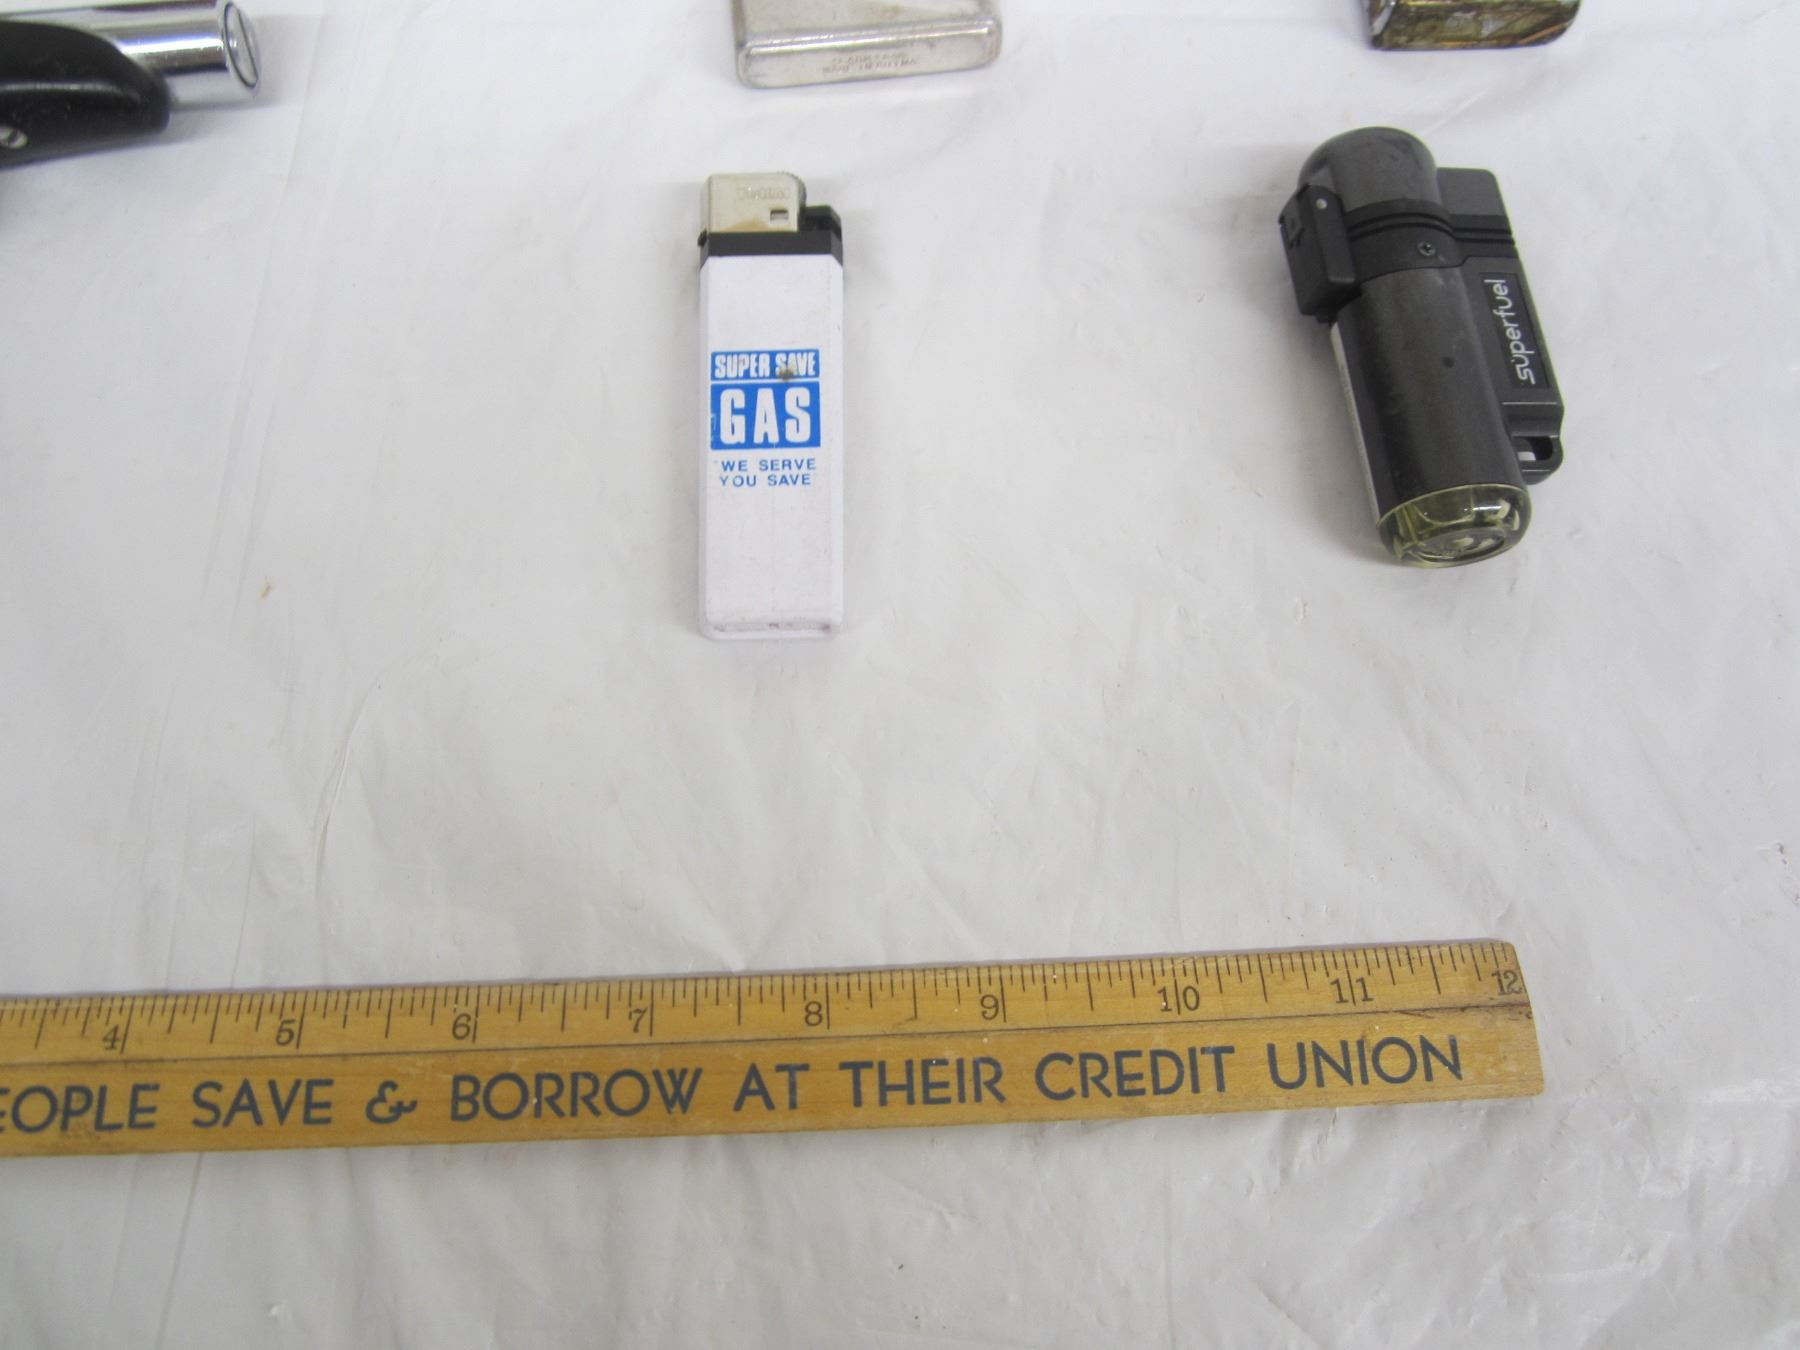 SUPER SAVE
GAS
"WE SERVE
YOU SAVE"
superfuel
4 5 6 7 8 9 10 11 12
EOPLE SAVE & BORROW AT THEIR CREDIT UNION